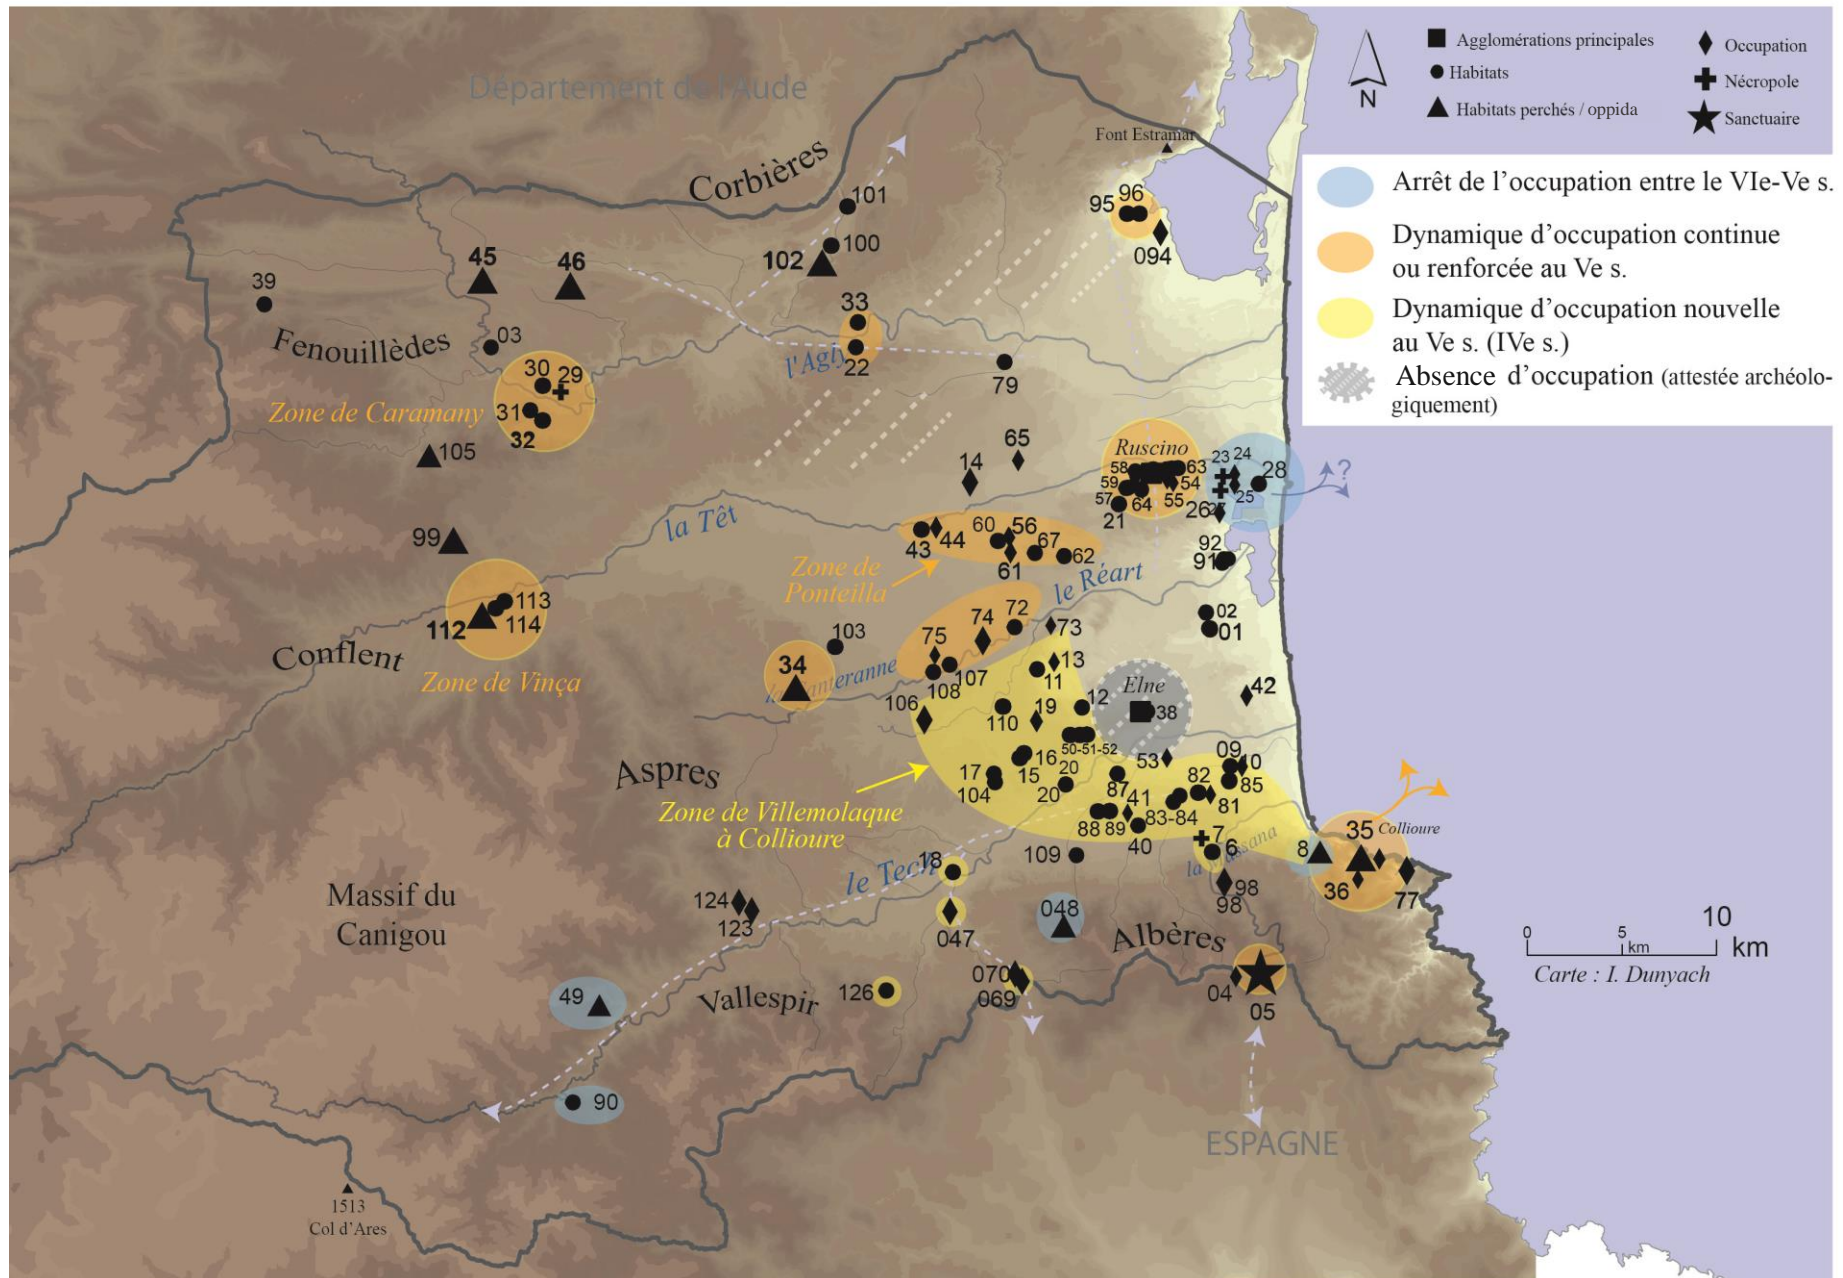 Département de l'Aude
Agglomérations principales
Habitats
Habitats perchés / oppida
Occupation
Nécropole
Sanctuaire
N
Arrêt de l'occupation entre le VIe-Ve s.
Dynamique d'occupation continue
ou renforcée au Ve s.
Dynamique d'occupation nouvelle
au Ve s. (IVe s.)
Absence d'occupation (attestée archéolo-
giquement)
Font Estramar
Corbières
101
100
102
95
96
094
45
46
39
03
Fenouillèdes
33
l'Agly
22
79
30
29
31
32
Zone de Caramany
105
65
14
Ruscino
58
63
59
57
64
55
54
21
23
24
28
25
26
27
?
99
la Têt
43
44
60
56
67
62
61
92
91
Zone de
Ponteilla
le Réart
113
114
112
Conflent
Zone de Vinça
103
34
75
74
72
73
107
108
02
01
13
11
Elne
38
42
106
110
19
12
50-51-52
53
16
15
20
20
17
104
87
09
10
85
82
81
83-84
41
88
89
40
Aspres
Zone de Villemolaque
à Collioure
109
7
6
la Massana
8
35
Collioure
36
77
98
98
le Tech
18
047
048
Albères
124
123
Massif du
Canigou
49
Vallespir
126
070
069
04
05
90
ESPAGNE
1513
Col d'Ares
10
0
5
km
km
Carte : I. Dunyach